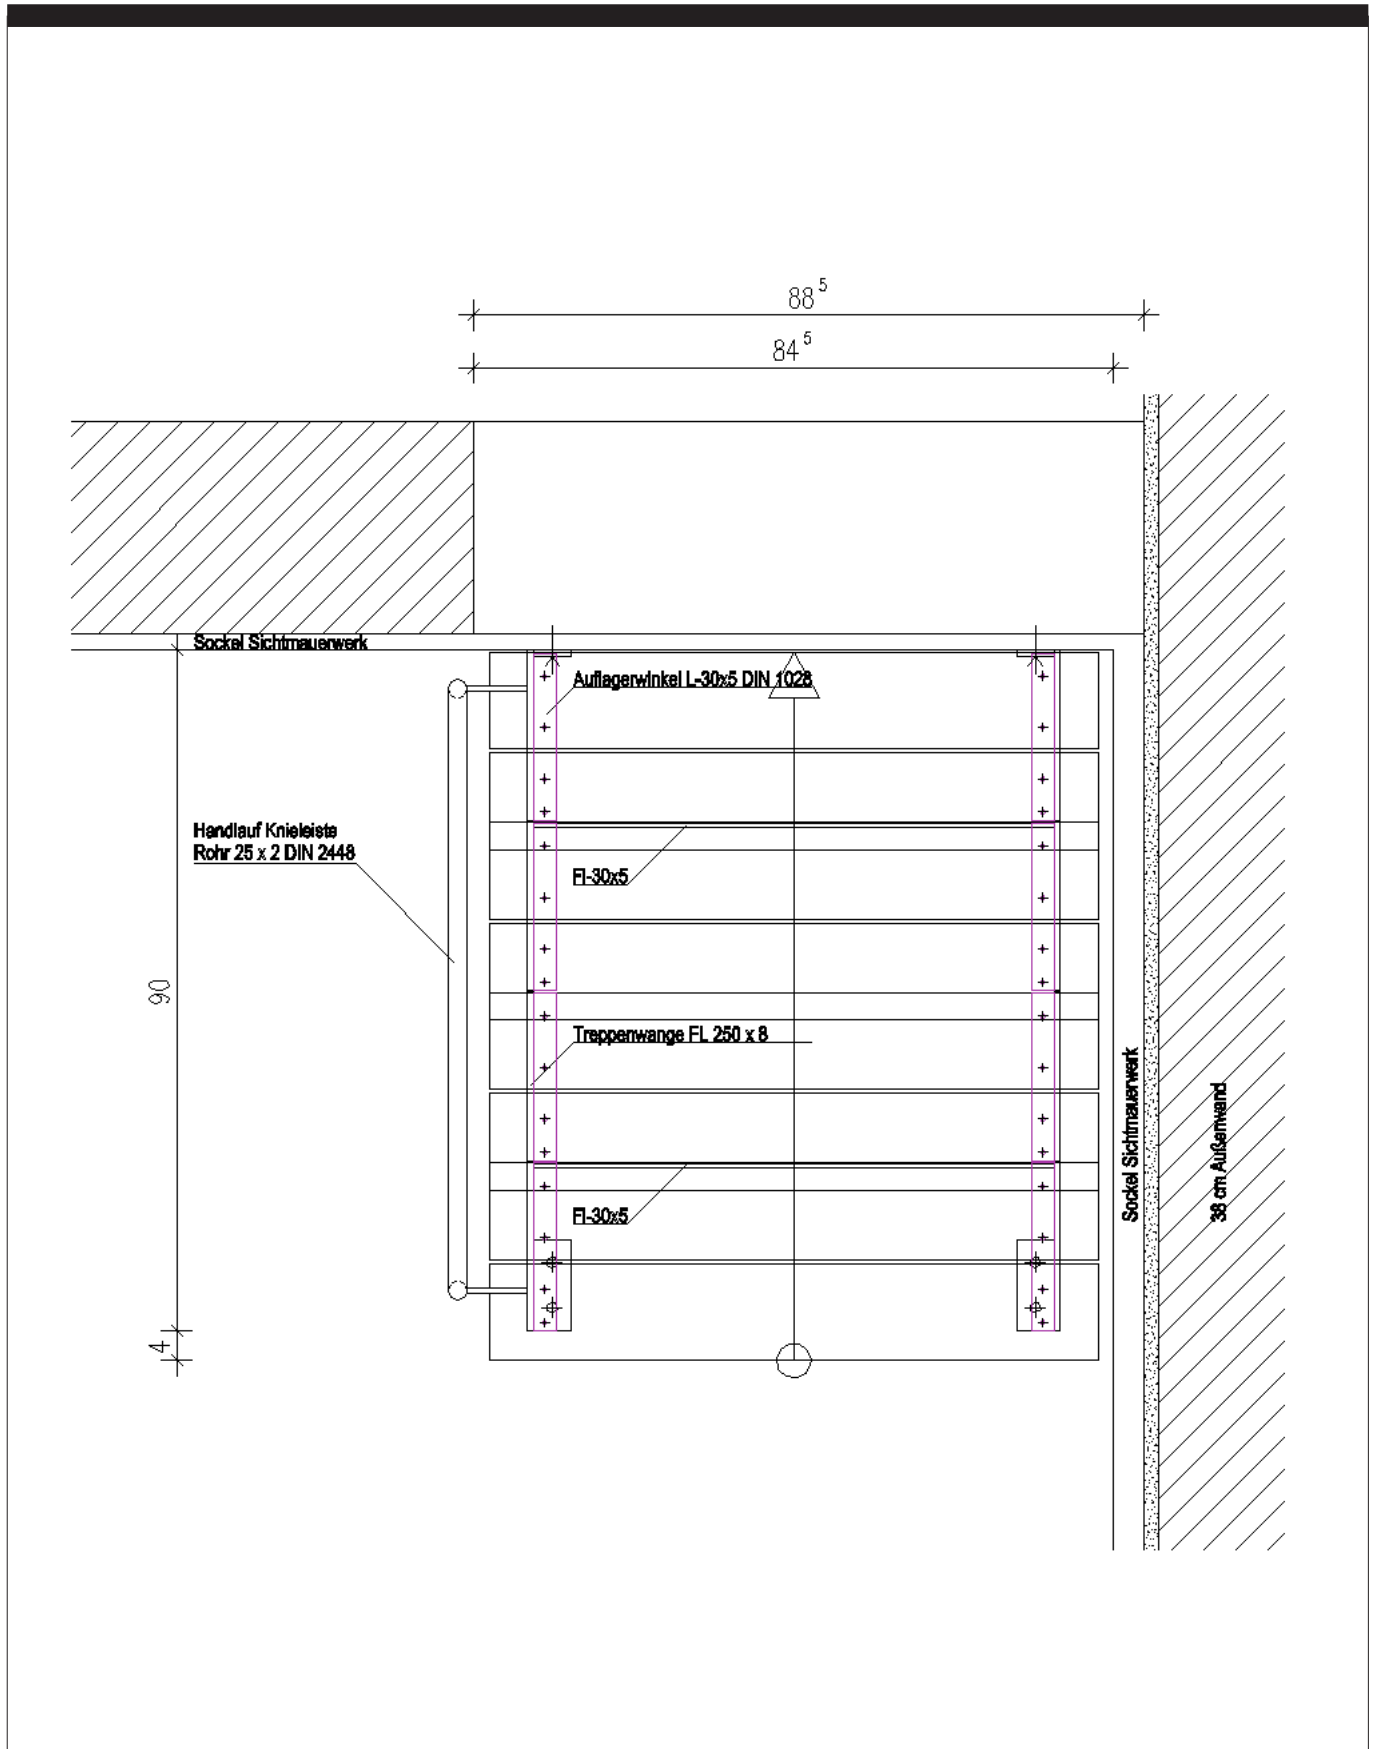 88⁵
84⁵
Sockel Sichtmauerwerk
Auflagerwinkel L-30x5 DIN 1028
Handlauf Knieleiste
Rohr 25 x 2 DIN 2448
Fl-30x5
90
Treppenwange FL 250 x 8
Sockel Sichtmauerwerk
38 cm Außenwand
Fl-30x5
4